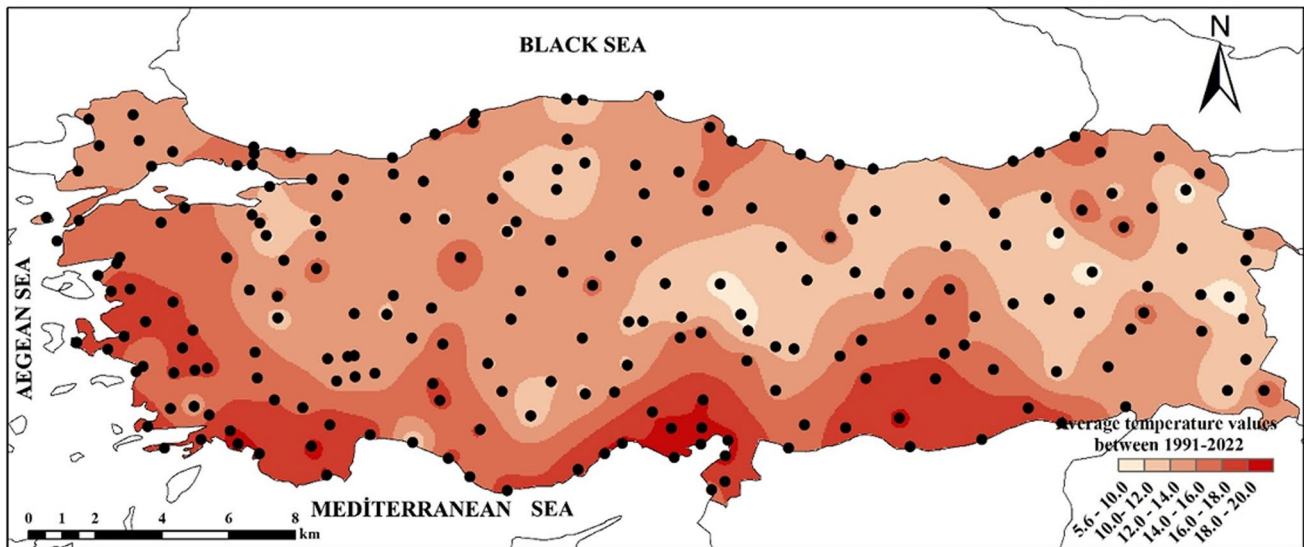 BLACK SEA
N
AEGEAN SEA
MEDİTERRANEAN SEA
Average temperature values
between 1991-2022
5.6 - 10.0
10.0- 12.0
12.0 - 14.0
14.0 - 16.0
16.0 - 18.0
18.0 - 20.0
0 1 2 4 6 8
km